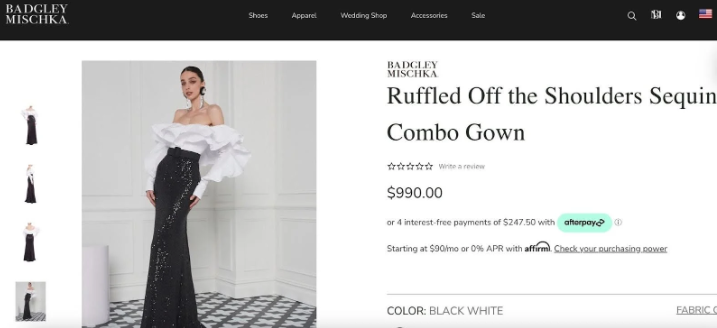 BADGLEY
MISCHKA
Shoes
Apparel
Wedding Shop
Accessories
Sale
BADGLEY
MISCHKA
Ruffled Off the Shoulders Sequin
Combo Gown
Write a review
$990.00
or 4 interest-free payments of $247.50 with afterpay
Starting at $90/mo or 0% APR with affirm. Check your purchasing power
COLOR: BLACK WHITE
FABRIC